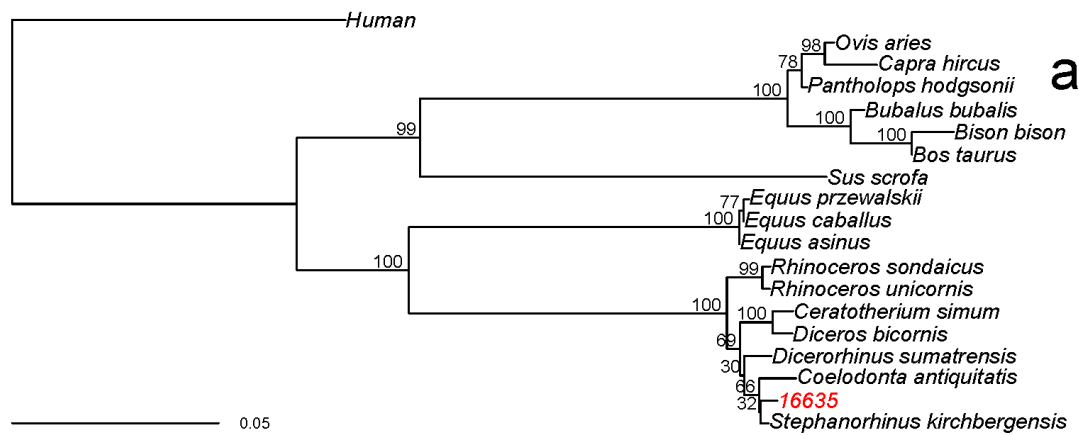 Human
98 Ovis aries
78 Capra hircus
a
100 Pantholops hodgsonii
100 Bubalus bubalis
99 100 Bison bison
Bos taurus
Sus scrofa
77 Equus przewalskii
100 Equus caballus
Equus asinus
100 99 Rhinoceros sondaicus
Rhinoceros unicornis
100 100 Ceratotherium simum
69 Diceros bicornis
30 Dicerorhinus sumatrensis
66 Coelodonta antiquitatis
32 16635
0.05 Stephanorhinus kirchbergensis